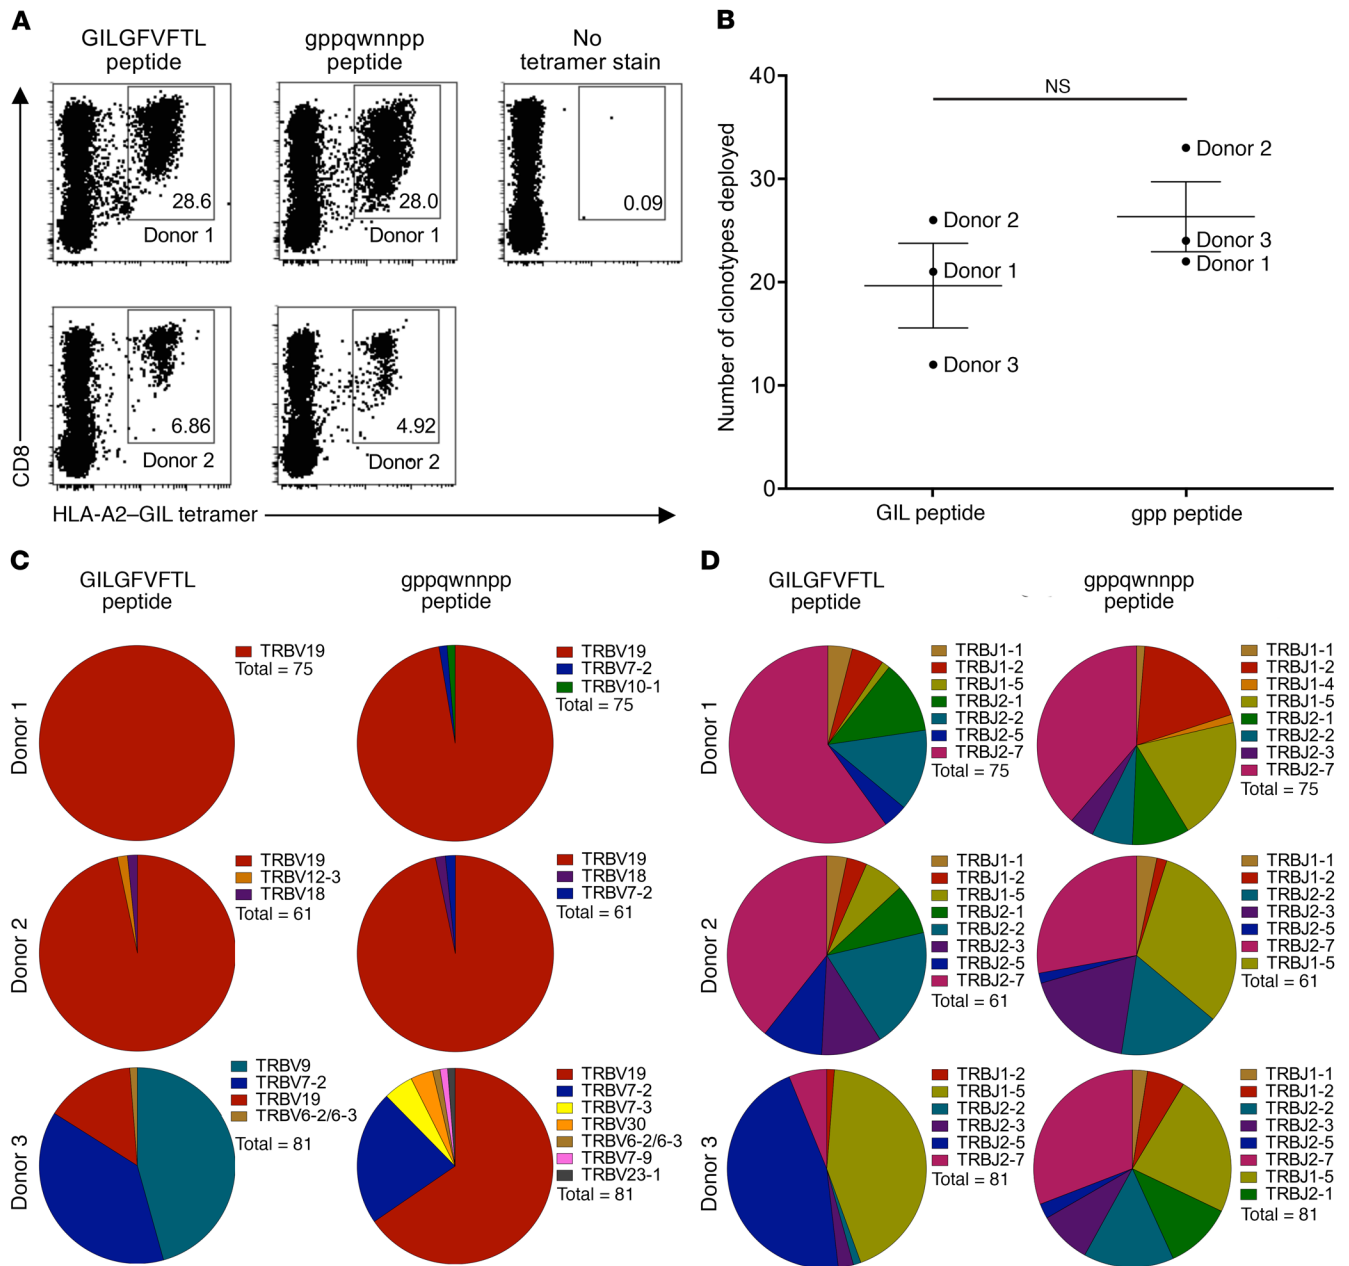 A
GILGFVFTL
peptide
gppqwnnpp
peptide
No
tetramer stain
28.6
Donor 1
28.0
Donor 1
0.09
6.86
Donor 2
4.92
Donor 2
CD8
HLA-A2–GIL tetramer
B
Number of clonotypes deployed
40
30
20
10
0
NS
Donor 2
Donor 1
Donor 3
Donor 2
Donor 3
Donor 1
GIL peptide
gpp peptide
C
GILGFVFTL
peptide
gppqwnnpp
peptide
Donor 1
TRBV19
Total = 75
TRBV19
TRBV7-2
TRBV10-1
Total = 75
Donor 2
TRBV19
TRBV12-3
TRBV18
Total = 61
TRBV19
TRBV18
TRBV7-2
Total = 61
Donor 3
TRBV9
TRBV7-2
TRBV19
TRBV6-2/6-3
Total = 81
TRBV19
TRBV7-2
TRBV7-3
TRBV30
TRBV6-2/6-3
TRBV7-9
TRBV23-1
Total = 81
D
GILGFVFTL
peptide
gppqwnnpp
peptide
Donor 1
TRBJ1-1
TRBJ1-2
TRBJ1-5
TRBJ2-1
TRBJ2-2
TRBJ2-5
TRBJ2-7
Total = 75
TRBJ1-1
TRBJ1-2
TRBJ1-4
TRBJ1-5
TRBJ2-1
TRBJ2-2
TRBJ2-3
TRBJ2-7
Total = 75
Donor 2
TRBJ1-1
TRBJ1-2
TRBJ1-5
TRBJ2-1
TRBJ2-2
TRBJ2-3
TRBJ2-5
TRBJ2-7
Total = 61
TRBJ1-1
TRBJ1-2
TRBJ2-2
TRBJ2-3
TRBJ2-5
TRBJ2-7
TRBJ1-5
Total = 61
Donor 3
TRBJ1-2
TRBJ1-5
TRBJ2-2
TRBJ2-3
TRBJ2-5
TRBJ2-7
Total = 81
TRBJ1-1
TRBJ1-2
TRBJ2-2
TRBJ2-3
TRBJ2-5
TRBJ2-7
TRBJ1-5
TRBJ2-1
Total = 81